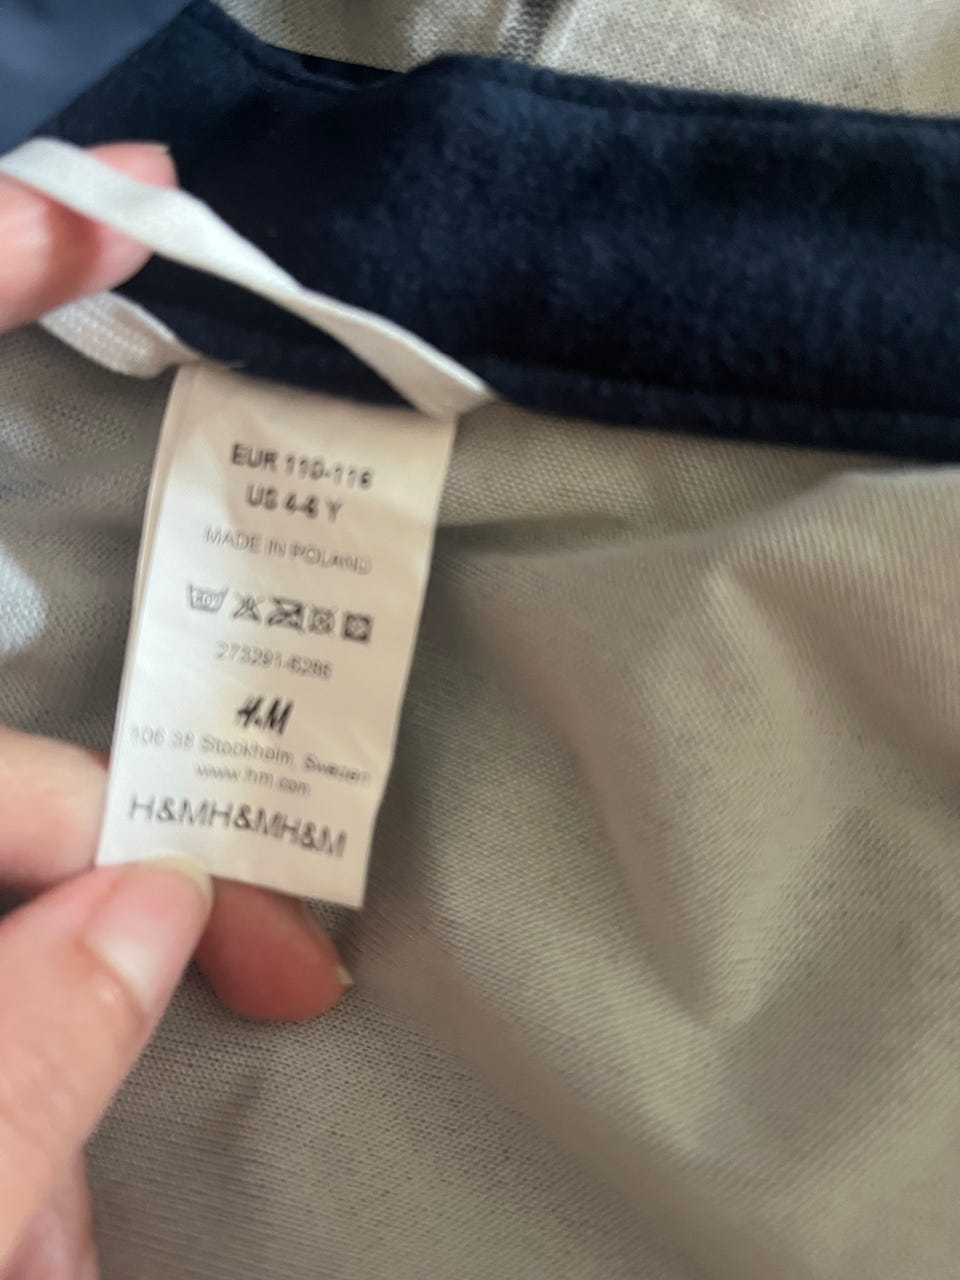 EUR 110-116
US 4-6 Y
MADE IN POLAND
40°
273291-6286
H&M
106 38 Stockholm, Sweden
www.hm.com
H&MH&MH&M